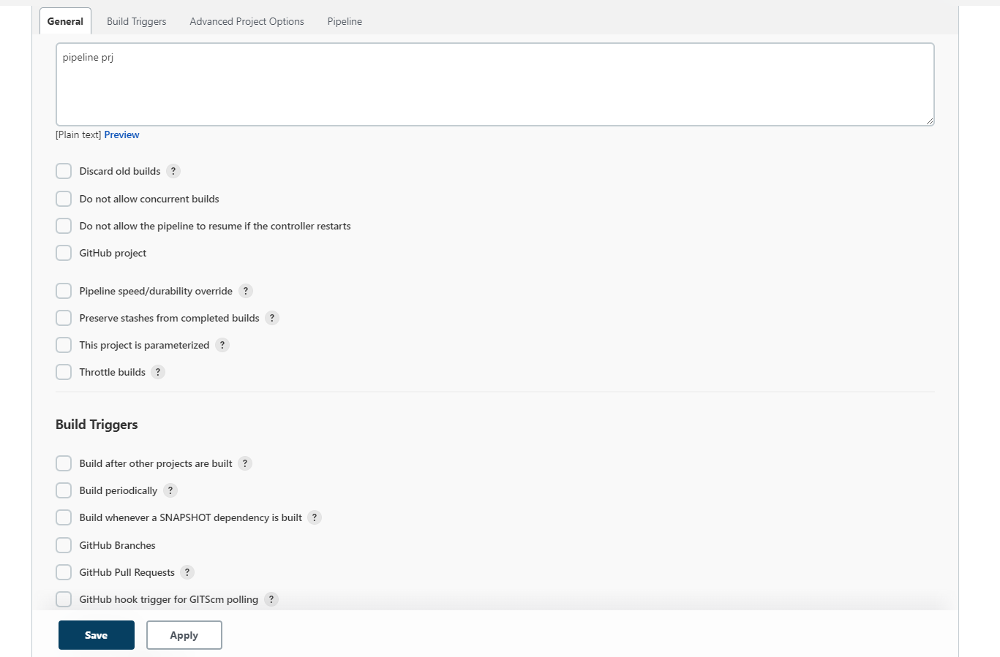 General Build Triggers Advanced Project Options Pipeline
pipeline prj
[Plain text] Preview
Discard old builds ?
Do not allow concurrent builds
Do not allow the pipeline to resume if the controller restarts
GitHub project
Pipeline speed/durability override ?
Preserve stashes from completed builds ?
This project is parameterized ?
Throttle builds ?
Build Triggers
Build after other projects are built ?
Build periodically ?
Build whenever a SNAPSHOT dependency is built ?
GitHub Branches
GitHub Pull Requests ?
GitHub hook trigger for GITScm polling ?
Save Apply